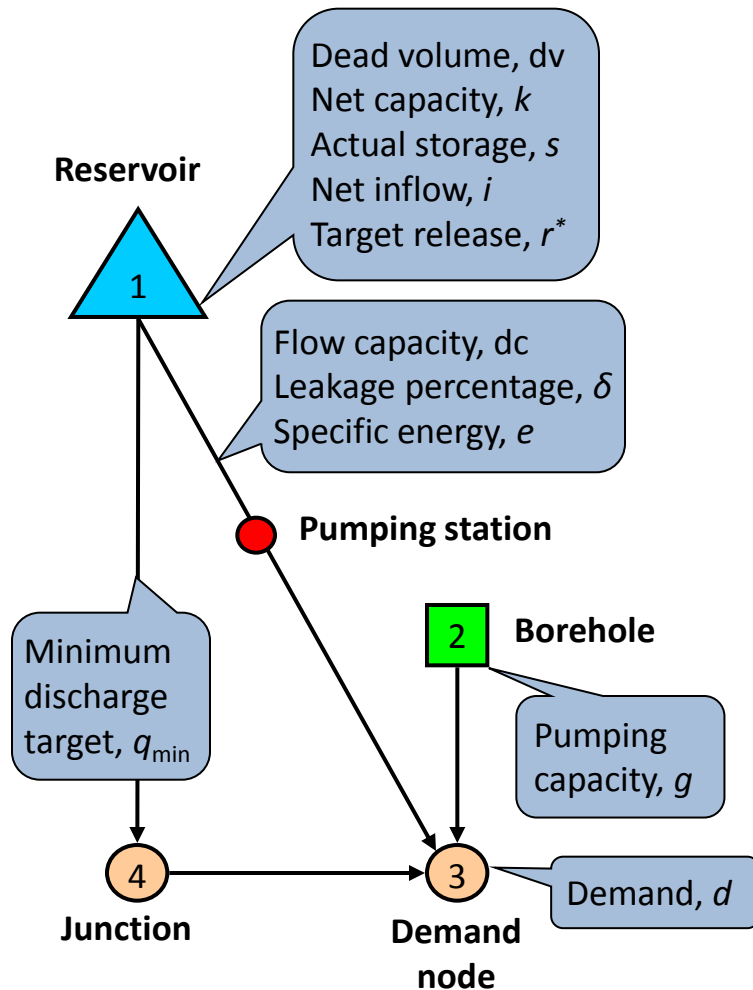 Dead volume, dv
Net capacity, k
Actual storage, s
Net inflow, i
Target release, r*
Reservoir
1
Flow capacity, dc
Leakage percentage, δ
Specific energy, e
Pumping station
2
Borehole
Minimum
discharge
target, qmin
Pumping
capacity, g
4
3
Demand, d
Junction
Demand
node